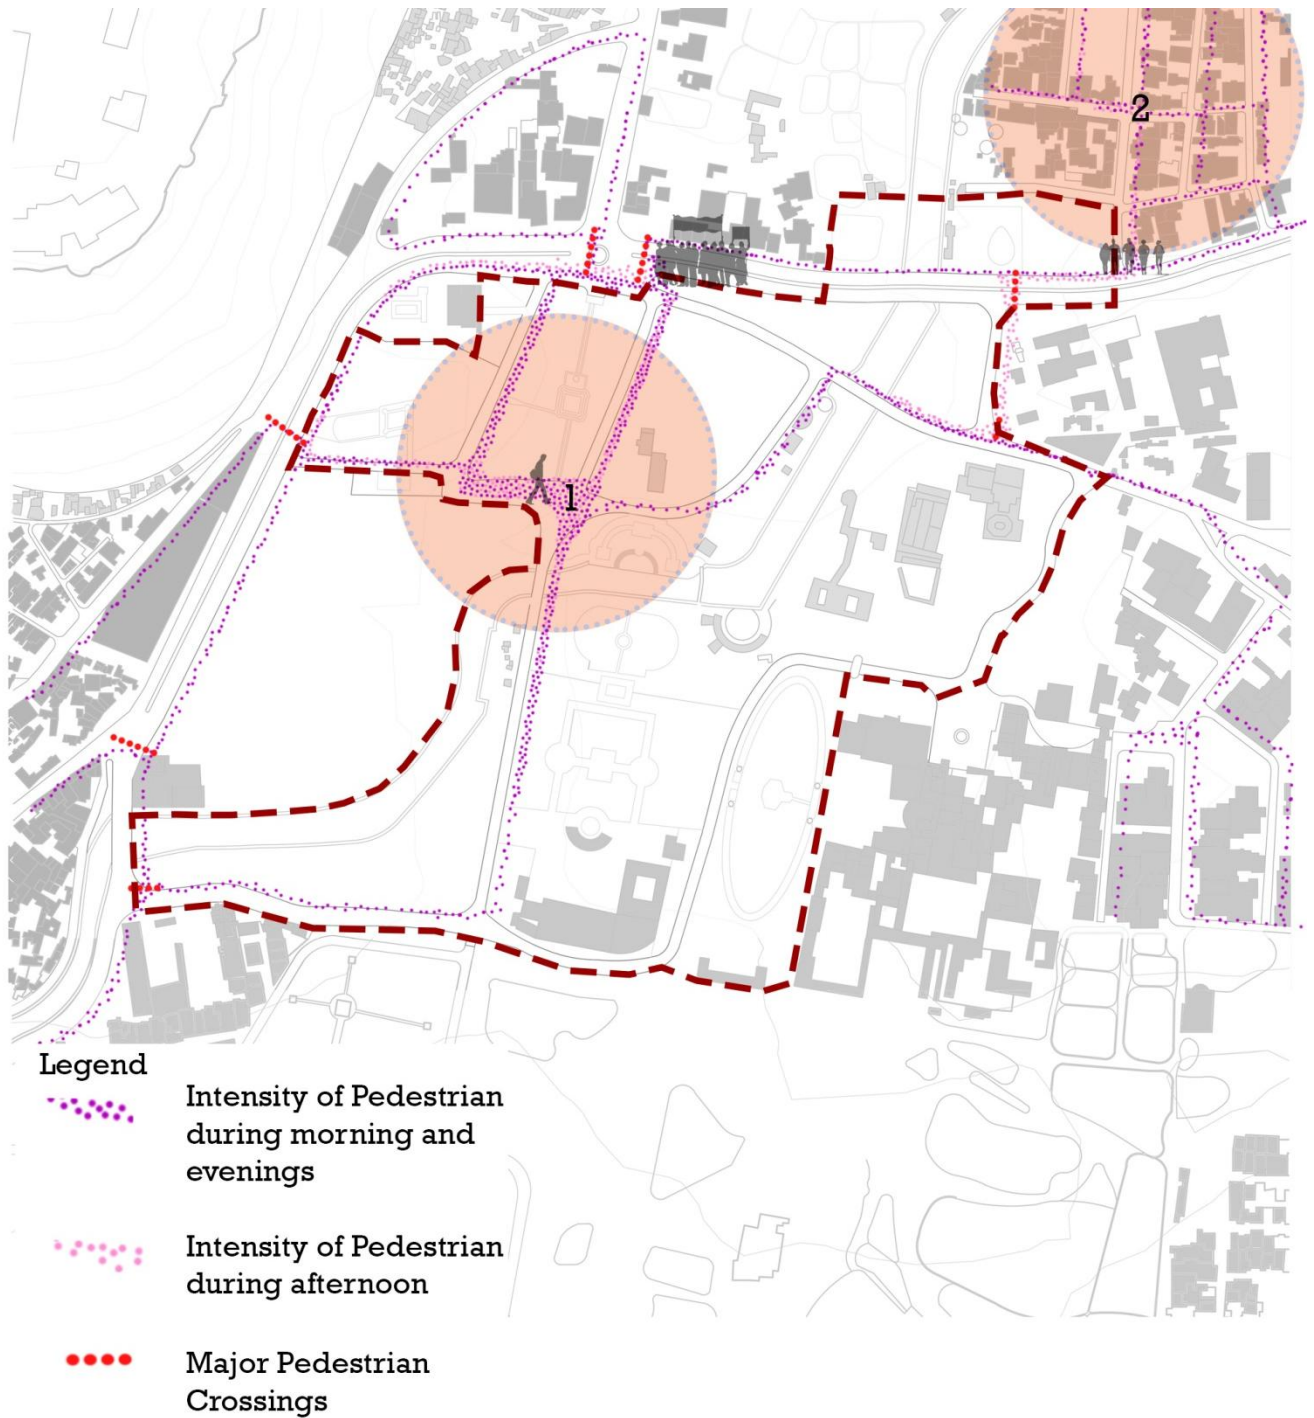 2
1
Legend
Intensity of Pedestrian
during morning and
evenings
Intensity of Pedestrian
during afternoon
Major Pedestrian
Crossings